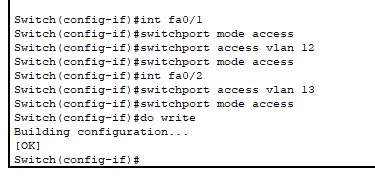 Switch(config-if)#int fa0/1
Switch(config-if)#switchport mode access
Switch(config-if)#switchport access vlan 12
Switch(config-if)#switchport mode access
Switch(config-if)#int fa0/2
Switch(config-if)#switchport access vlan 13
Switch(config-if)#switchport mode access
Switch(config-if)#do write
Building configuration...
[OK]
Switch(config-if)#